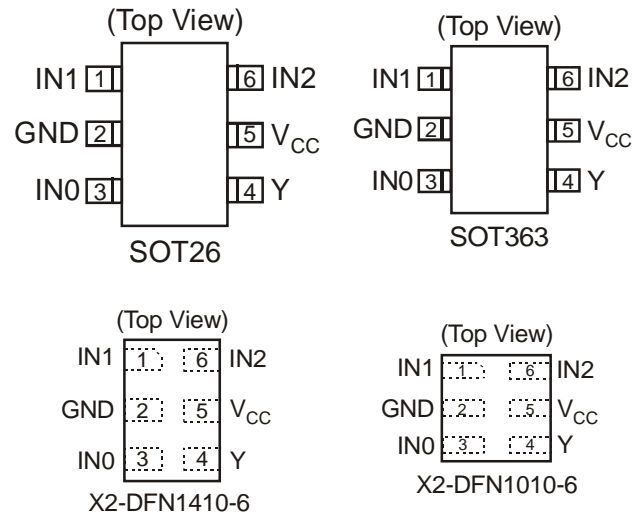 (Top View)
IN1 1 6 IN2
GND 2 5 VCC
IN0 3 4 Y
SOT26
(Top View)
IN1 1 6 IN2
GND 2 5 VCC
IN0 3 4 Y
SOT363
(Top View)
IN1 1 6 IN2
GND 2 5 VCC
IN0 3 4 Y
X2-DFN1410-6
(Top View)
IN1 1 6 IN2
GND 2 5 VCC
IN0 3 4 Y
X2-DFN1010-6